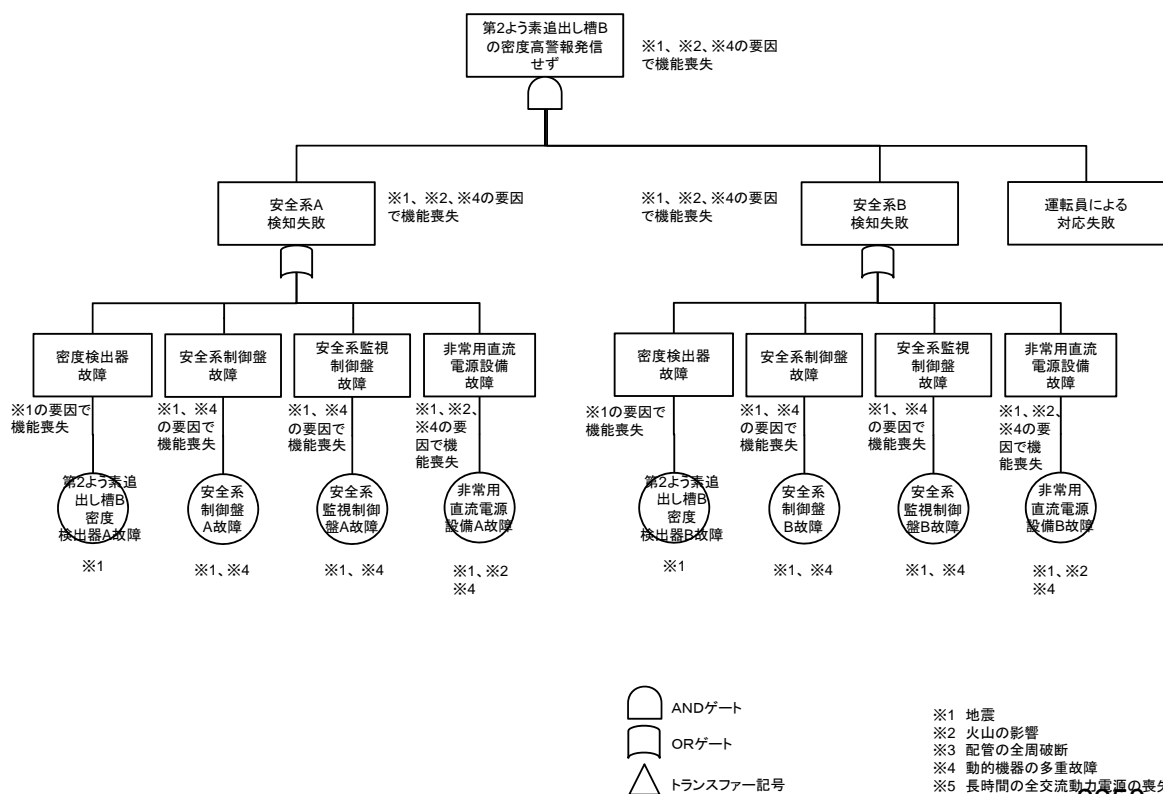 第2よう素追出し槽B
の密度高警報発信
せず
※1、※2、※4の要因
で機能喪失
安全系A
検知失敗
※1、※2、※4の要因
で機能喪失
※1、※2、※4の要因
で機能喪失
安全系B
検知失敗
運転員による
対応失敗
密度検出器
故障
安全系制御盤
故障
安全系監視
制御盤
故障
非常用直流
電源設備
故障
密度検出器
故障
安全系制御盤
故障
安全系監視
制御盤
故障
非常用直流
電源設備
故障
※1の要因で
機能喪失
※1、※4
の要因で
機能喪失
※1、※4
の要因で
機能喪失
※1、※2、
※4の要
因で機
能喪失
※1の要因で
機能喪失
※1、※4
の要因で
機能喪失
※1、※4
の要因で
機能喪失
※1、※2、
※4の要
因で機
能喪失
第2よう素追
出し槽B
密度
検出器A故障
安全系
制御盤
A故障
安全系
監視制御
盤A故障
非常用
直流電源
設備A故障
第2よう素追
出し槽B
密度
検出器B故障
安全系
制御盤
B故障
安全系
監視制御
盤B故障
非常用
直流電源
設備B故障
※1
※1、※4
※1、※4
※1、※2
※4
※1
※1、※4
※1、※4
※1、※2
※4
ANDゲート
ORゲート
トランスファー記号
※1 地震
※2 火山の影響
※3 配管の全周破断
※4 動的機器の多重故障
※5 長時間の全交流動力電源の喪失